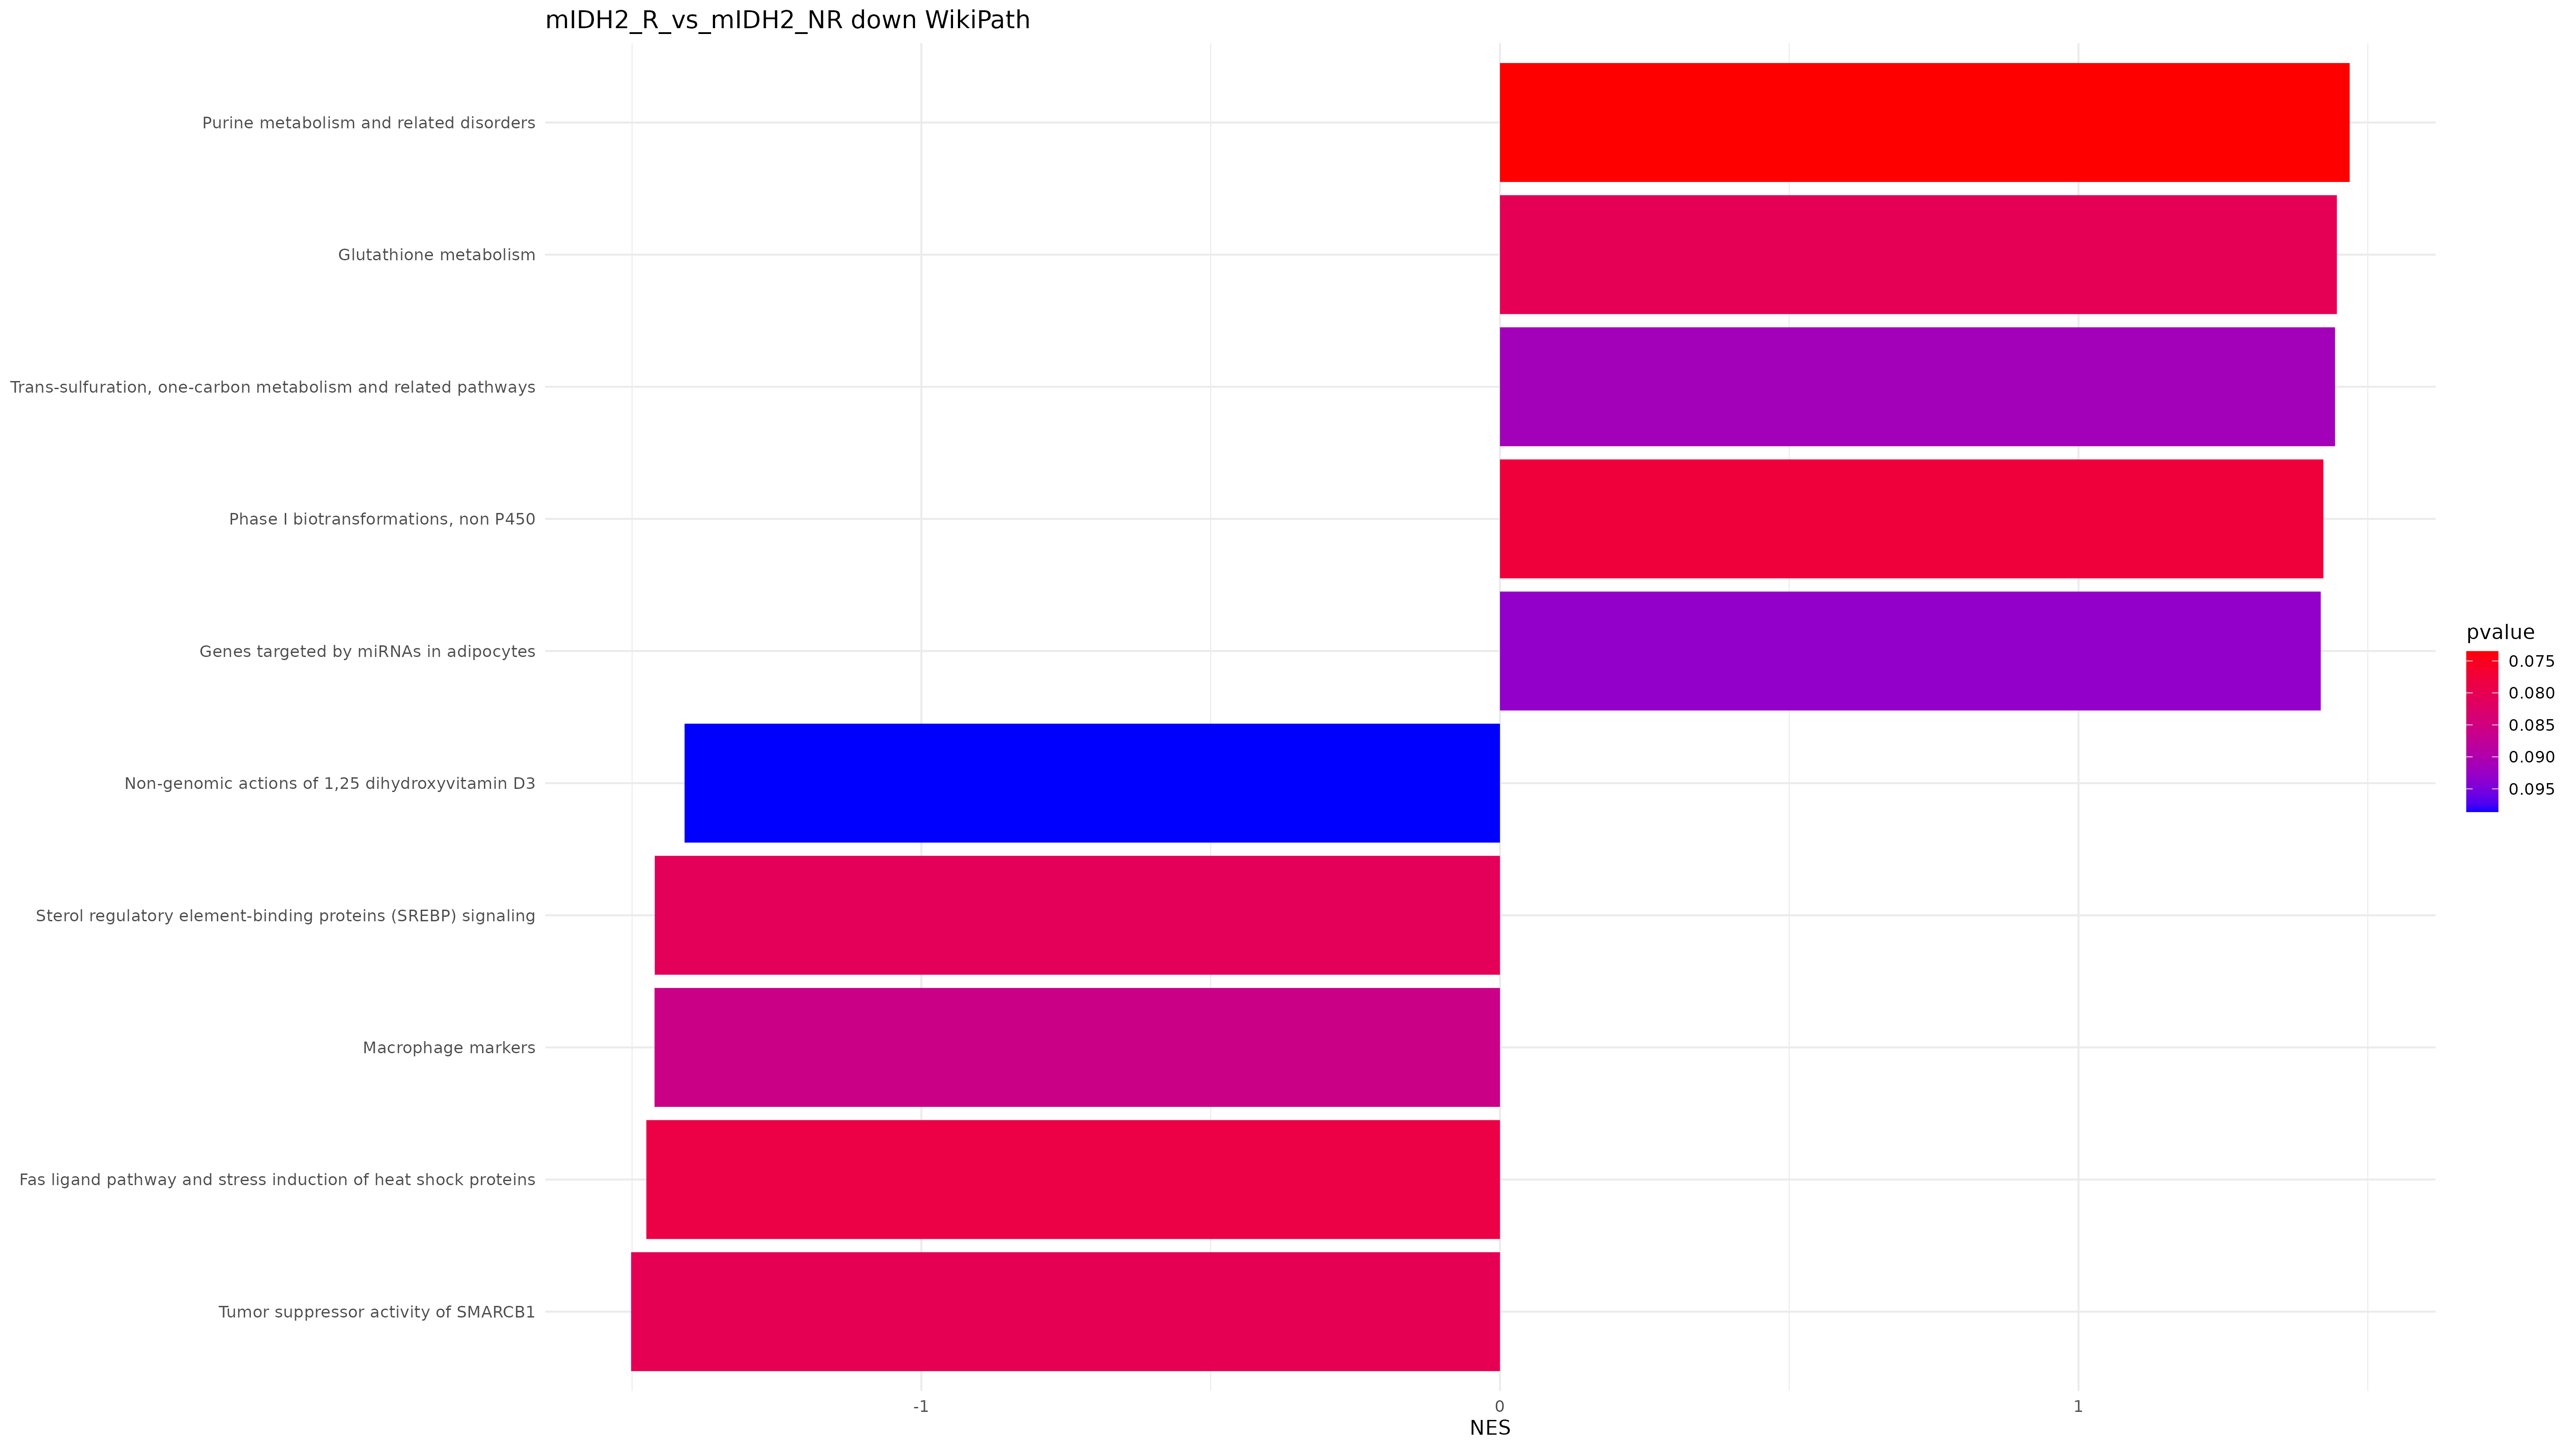 mIDH2_R_vs_mIDH2_NR down WikiPath
Purine metabolism and related disorders
Glutathione metabolism
Trans-sulfuration, one-carbon metabolism and related pathways
Phase I biotransformations, non P450
Genes targeted by miRNAs in adipocytes
Non-genomic actions of 1,25 dihydroxyvitamin D3
Sterol regulatory element-binding proteins (SREBP) signaling
Macrophage markers
Fas ligand pathway and stress induction of heat shock proteins
Tumor suppressor activity of SMARCB1
-1 0 1
NES
pvalue
0.075
0.080
0.085
0.090
0.095